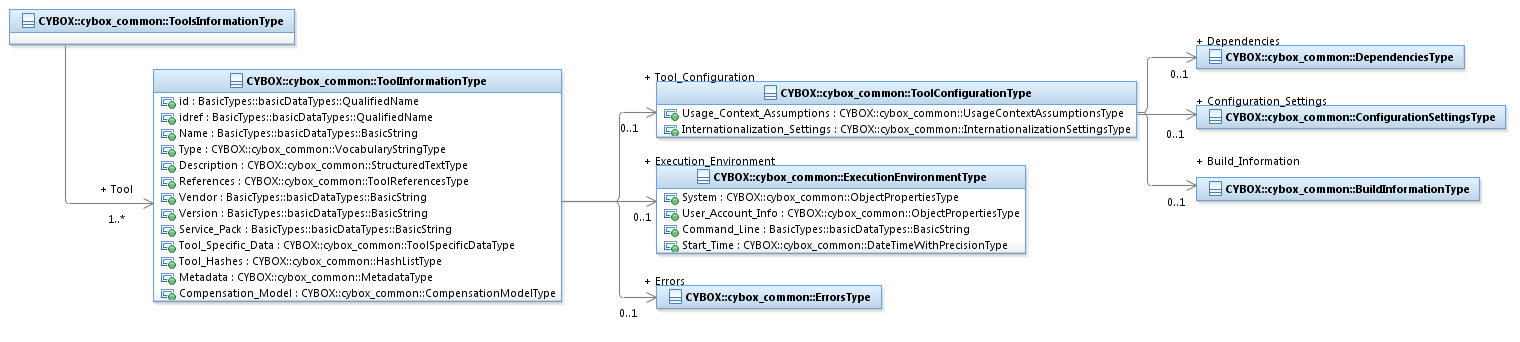 CYBOX::cybox_common::ToolsInformationType
+ Tool
1..*
CYBOX::cybox_common::ToolInformationType
id : BasicTypes::basicDataTypes::QualifiedName
idref : BasicTypes::basicDataTypes::QualifiedName
Name : BasicTypes::basicDataTypes::BasicString
Type : CYBOX::cybox_common::VocabularyStringType
Description : CYBOX::cybox_common::StructuredTextType
References : CYBOX::cybox_common::ToolReferencesType
Vendor : BasicTypes::basicDataTypes::BasicString
Version : BasicTypes::basicDataTypes::BasicString
Service_Pack : BasicTypes::basicDataTypes::BasicString
Tool_Specific_Data : CYBOX::cybox_common::ToolSpecificDataType
Tool_Hashes : CYBOX::cybox_common::HashListType
Metadata : CYBOX::cybox_common::MetadataType
Compensation_Model : CYBOX::cybox_common::CompensationModelType
+ Tool_Configuration
0..1
CYBOX::cybox_common::ToolConfigurationType
Usage_Context_Assumptions : CYBOX::cybox_common::UsageContextAssumptionsType
Internationalization_Settings : CYBOX::cybox_common::InternationalizationSettingsType
+ Execution_Environment
0..1
CYBOX::cybox_common::ExecutionEnvironmentType
System : CYBOX::cybox_common::ObjectPropertiesType
User_Account_Info : CYBOX::cybox_common::ObjectPropertiesType
Command_Line : BasicTypes::basicDataTypes::BasicString
Start_Time : CYBOX::cybox_common::DateTimeWithPrecisionType
+ Errors
0..1
CYBOX::cybox_common::ErrorsType
+ Dependencies
0..1
CYBOX::cybox_common::DependenciesType
+ Configuration_Settings
0..1
CYBOX::cybox_common::ConfigurationSettingsType
+ Build_Information
0..1
CYBOX::cybox_common::BuildInformationType